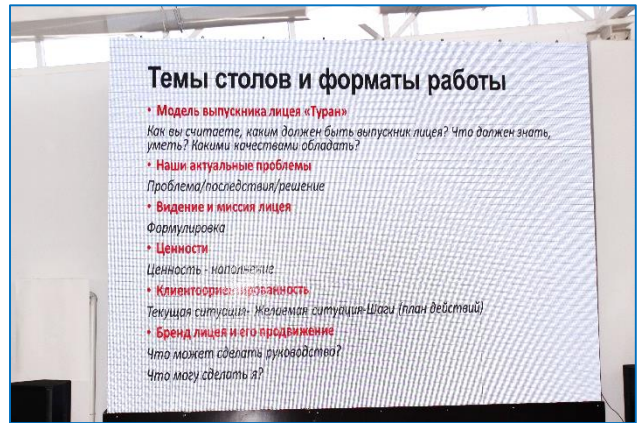 Темы столов и форматы работы
• Модель выпускника лицея «Туран»
Как вы считаете, каким должен быть выпускник лицея? Что должен знать,
уметь? Какими качествами обладать?
• Наши актуальные проблемы
Проблема/последствия/решение
• Видение и миссия лицея
Формулировка
• Ценности
Ценность - наполнение
• Клиентоориентированность
Текущая ситуация- Желаемая ситуация-Шаги (план действий)
• Бренд лицея и его продвижение
Что может сделать руководство?
Что могу сделать я?